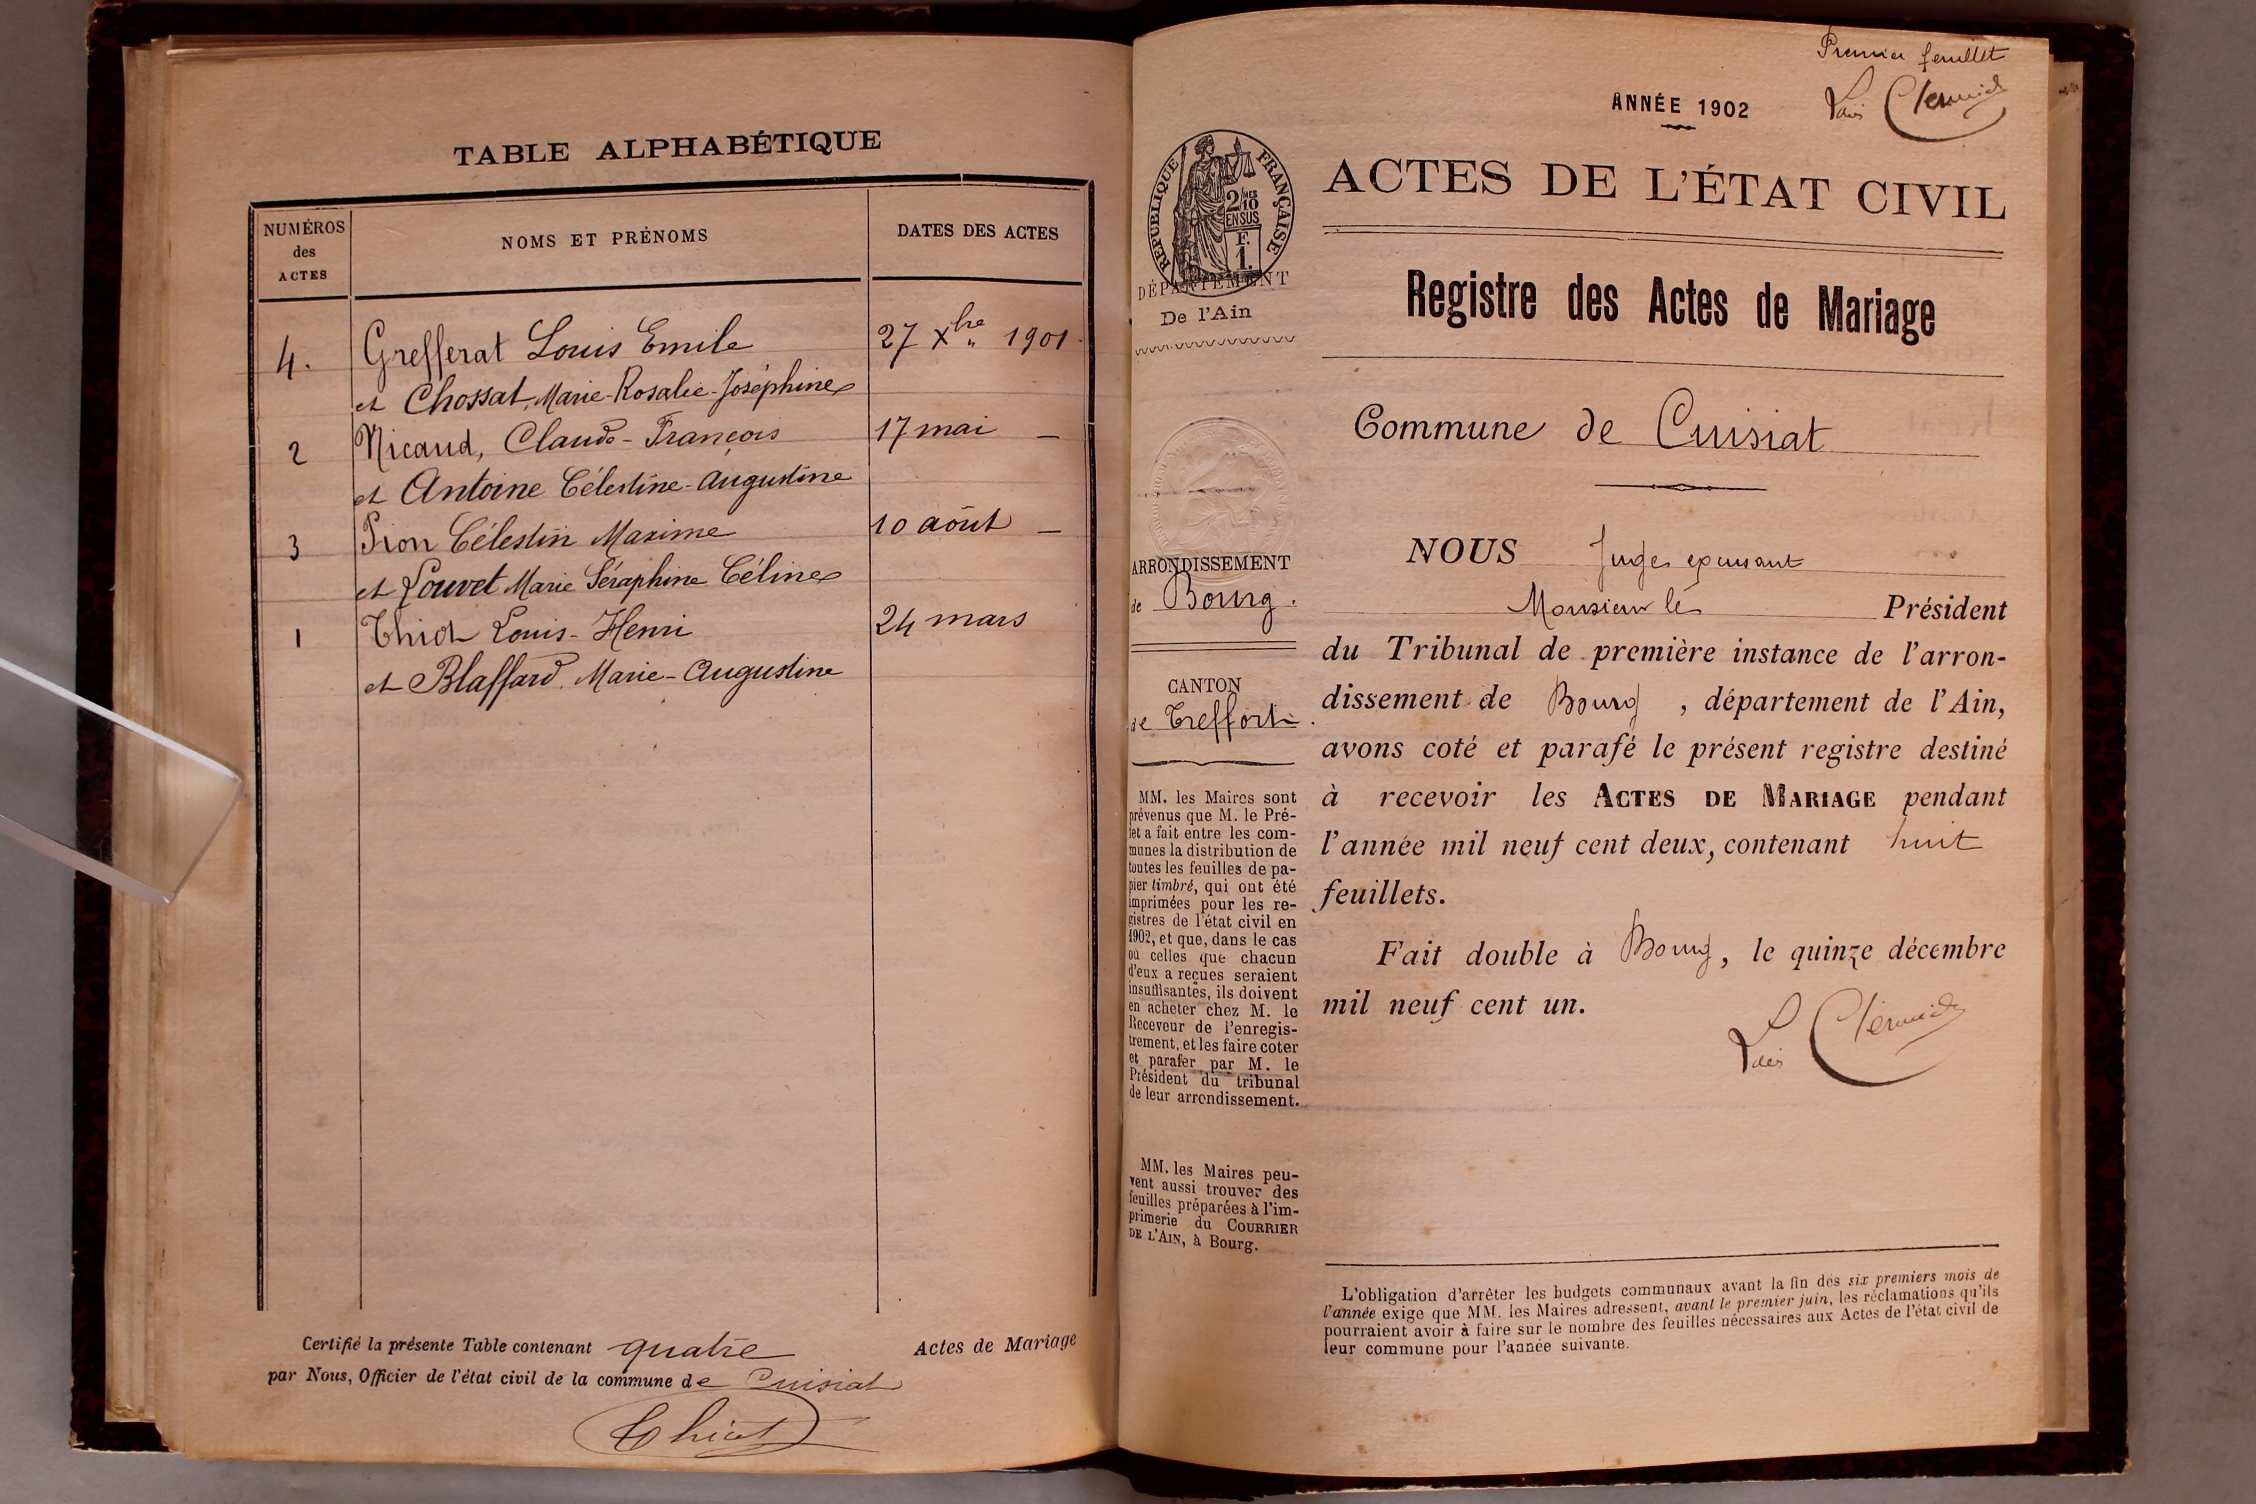 TABLE ALPHABÉTIQUE
NUMÉROS
des
ACTES
NOMS ET PRÉNOMS
DATES DES ACTES
4. Grefferat Louis Emile 27 Xbre 1901
et Chossat, Marie-Rosalie-Joséphine
2 Nicaud, Claude-François 17 mai —
et Antoine Célestine-Augustine
3 Pion Célestin Maxime 10 août —
et Louvet Marie Séraphine Céline
1 Thiot Louis-Henri 24 mars
et Blaffard, Marie-Augustine
Certifié la présente Table contenant quatre Actes de Mariage
par Nous, Officier de l'état civil de la commune de Cuisiat
Thiot
Premier feuillet
ANNÉE 1902
ACTES DE L'ÉTAT CIVIL
RÉPUBLIQUE FRANÇAISE
2/10MES
EN SUS
F.
1.
DÉPARTEMENT
De l'Ain
Registre des Actes de Mariage
Commune de Cuisiat
ARRONDISSEMENT
de Bourg.
CANTON
de Treffort.
MM. les Maires sont
prévenus que M. le Pré-
fet a fait entre les com-
munes la distribution de
toutes les feuilles de pa-
pier timbré, qui ont été
imprimées pour les re-
gistres de l'état civil en
1902, et que, dans le cas
où celles que chacun
d'eux a reçues seraient
insuffisantes, ils doivent
en acheter chez M. le
Receveur de l'enregis-
trement, et les faire coter
et parafer par M. le
Président du tribunal
de leur arrondissement.
MM. les Maires peu-
vent aussi trouver des
feuilles préparées à l'im-
primerie du COURRIER
DE L'AIN, à Bourg.
NOUS Juge
Monsieur le Président
du Tribunal de première instance de l'arron-
dissement de Bourg , département de l'Ain,
avons coté et parafé le présent registre destiné
à recevoir les ACTES DE MARIAGE pendant
l'année mil neuf cent deux, contenant huit
feuillets.
Fait double à Bourg, le quinze décembre
mil neuf cent un.
L'obligation d'arrêter les budgets communaux avant la fin des six premiers mois de
l'année exige que MM. les Maires adressent, avant le premier juin, les réclamations qu'ils
pourraient avoir à faire sur le nombre des feuilles nécessaires aux Actes de l'état civil de
leur commune pour l'année suivante.